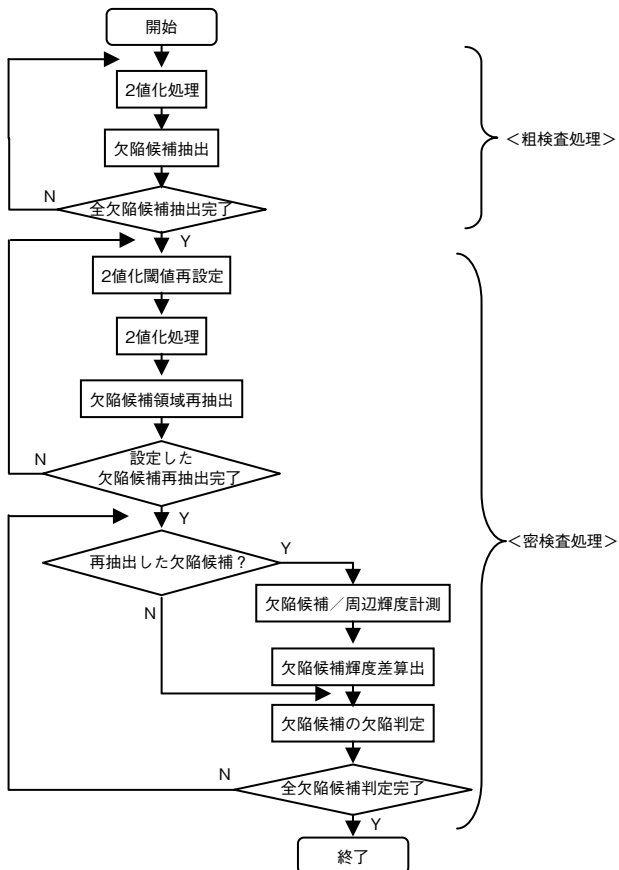 開始
2値化処理
<粗検査処理>
欠陥候補抽出
N
全欠陥候補抽出完了
Y
2値化閾値再設定
2値化処理
欠陥候補領域再抽出
N
設定した
欠陥候補再抽出完了
Y
<密検査処理>
再抽出した欠陥候補?
Y
N
欠陥候補/周辺輝度計測
欠陥候補輝度差算出
欠陥候補の欠陥判定
N
全欠陥候補判定完了
Y
終了